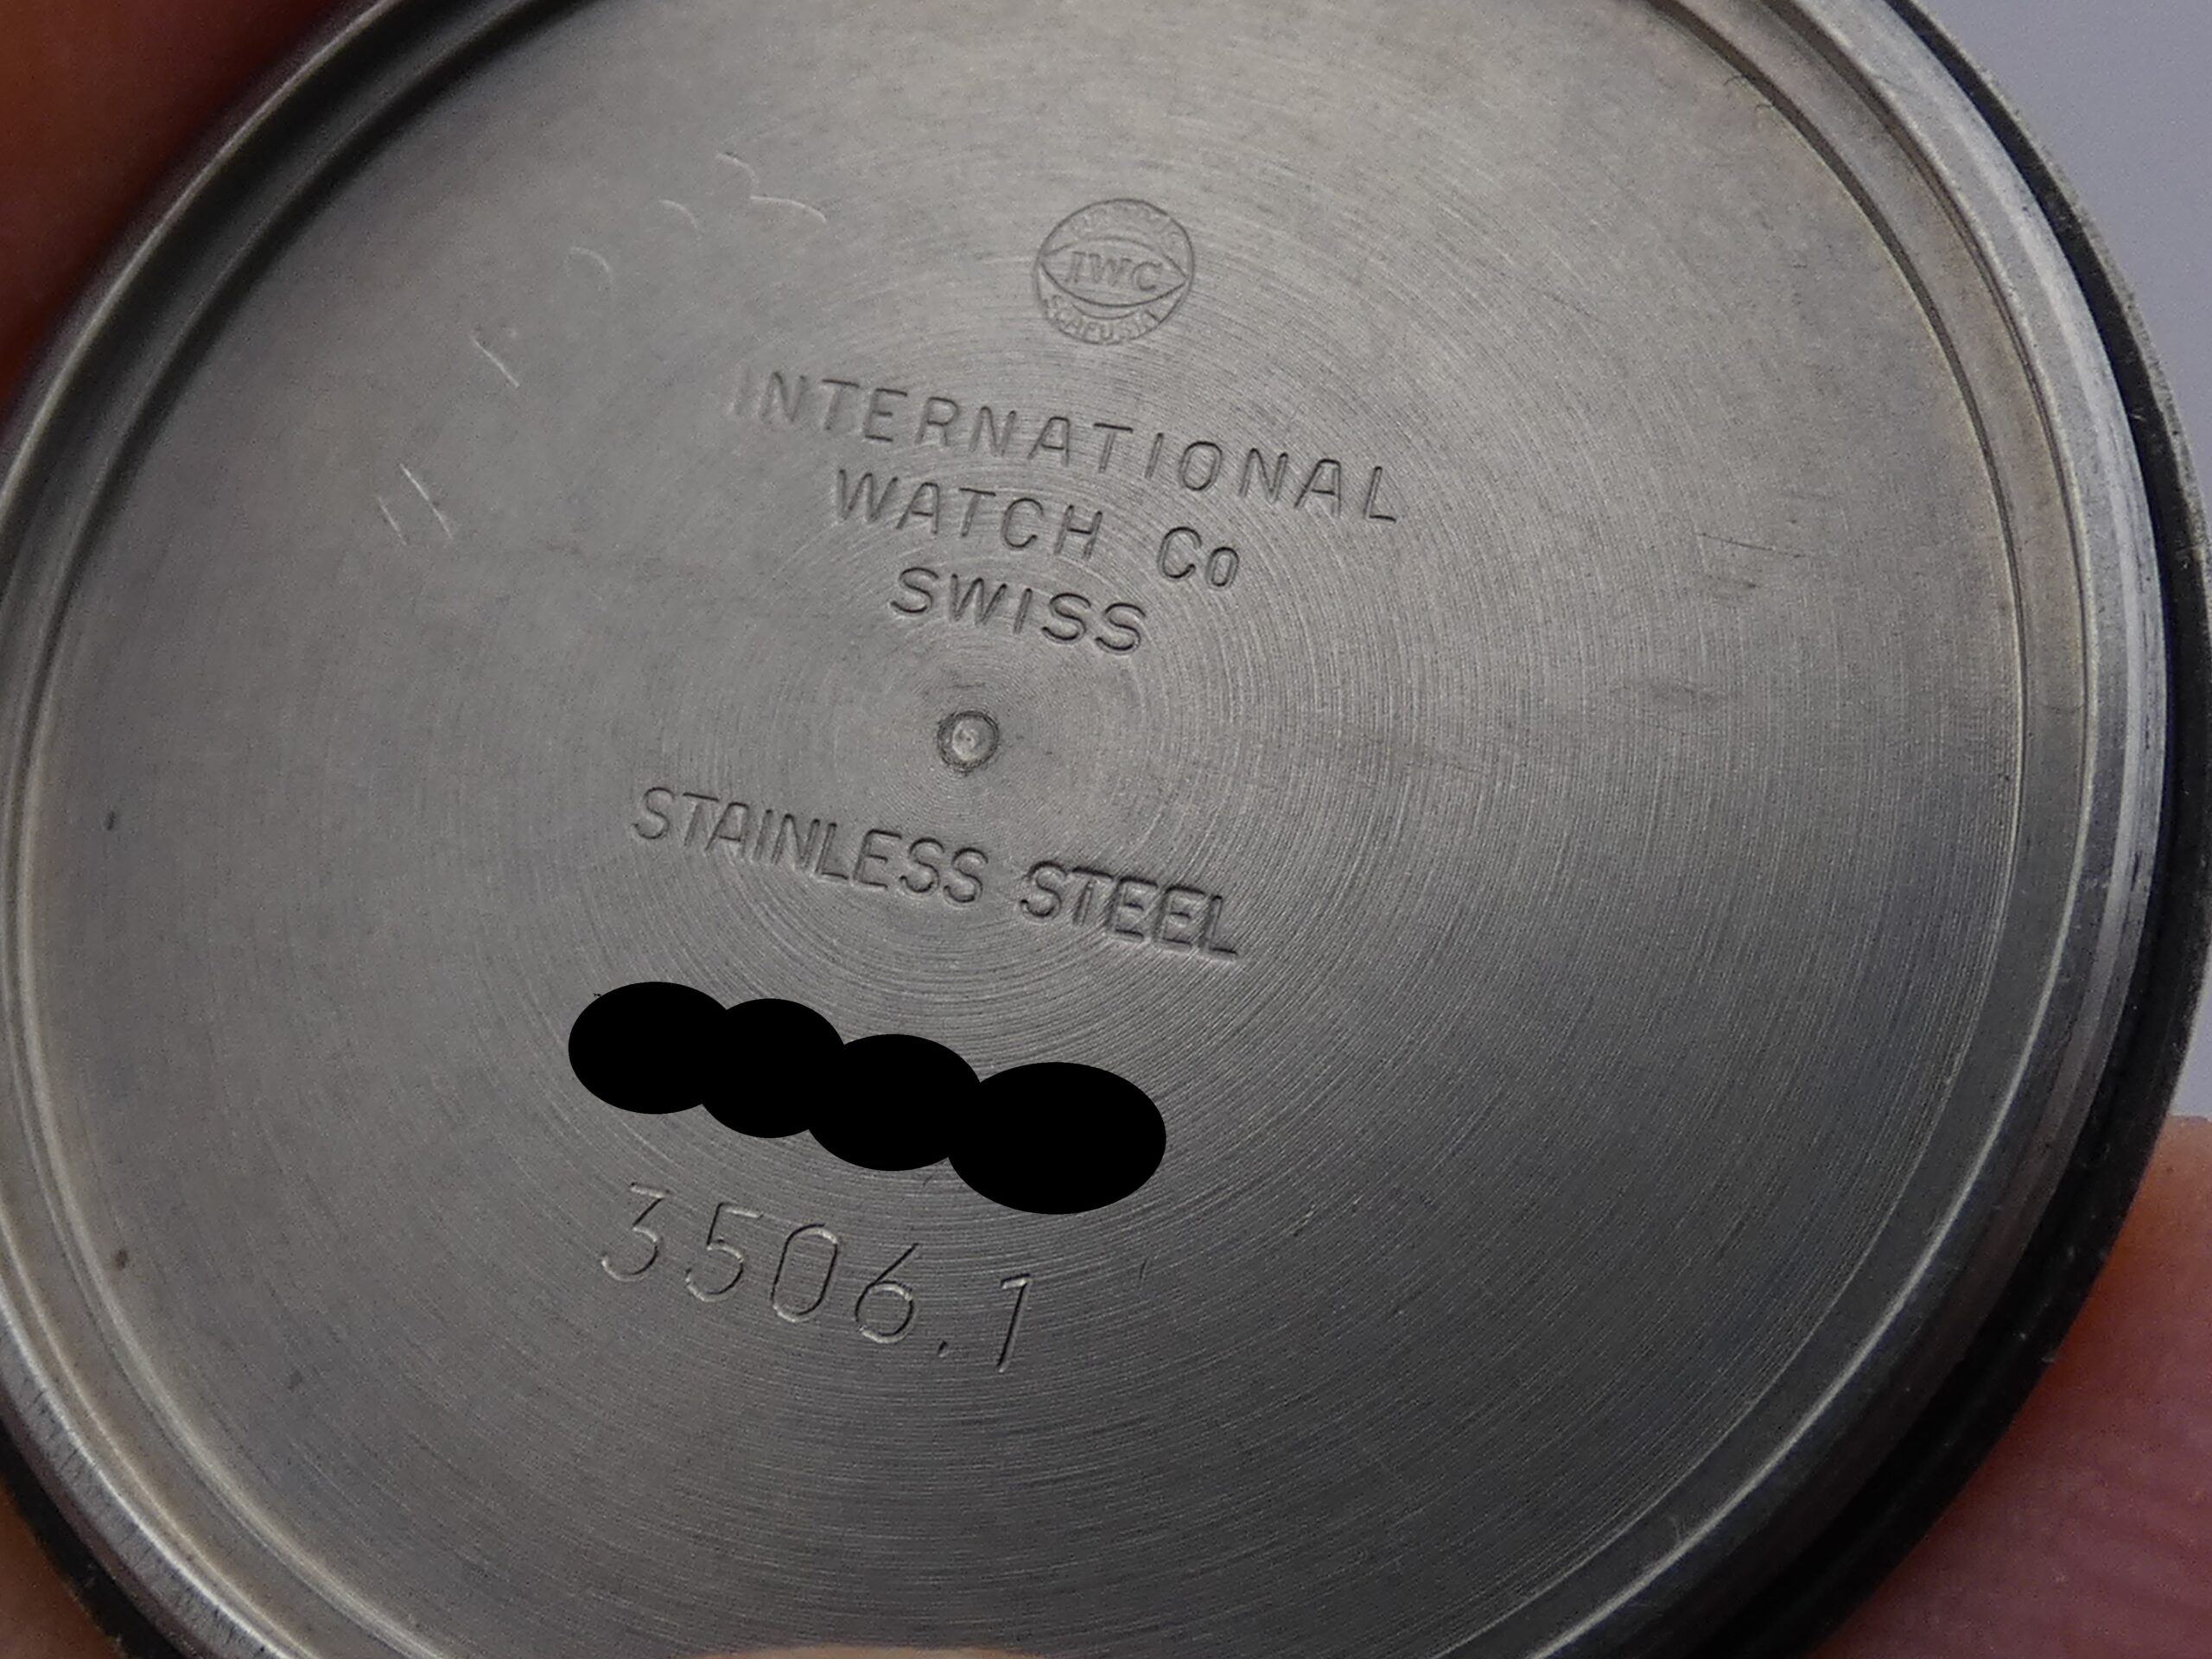 IWC
INTERNATIONAL
WATCH Co
SWISS
STAINLESS STEEL
3506.1